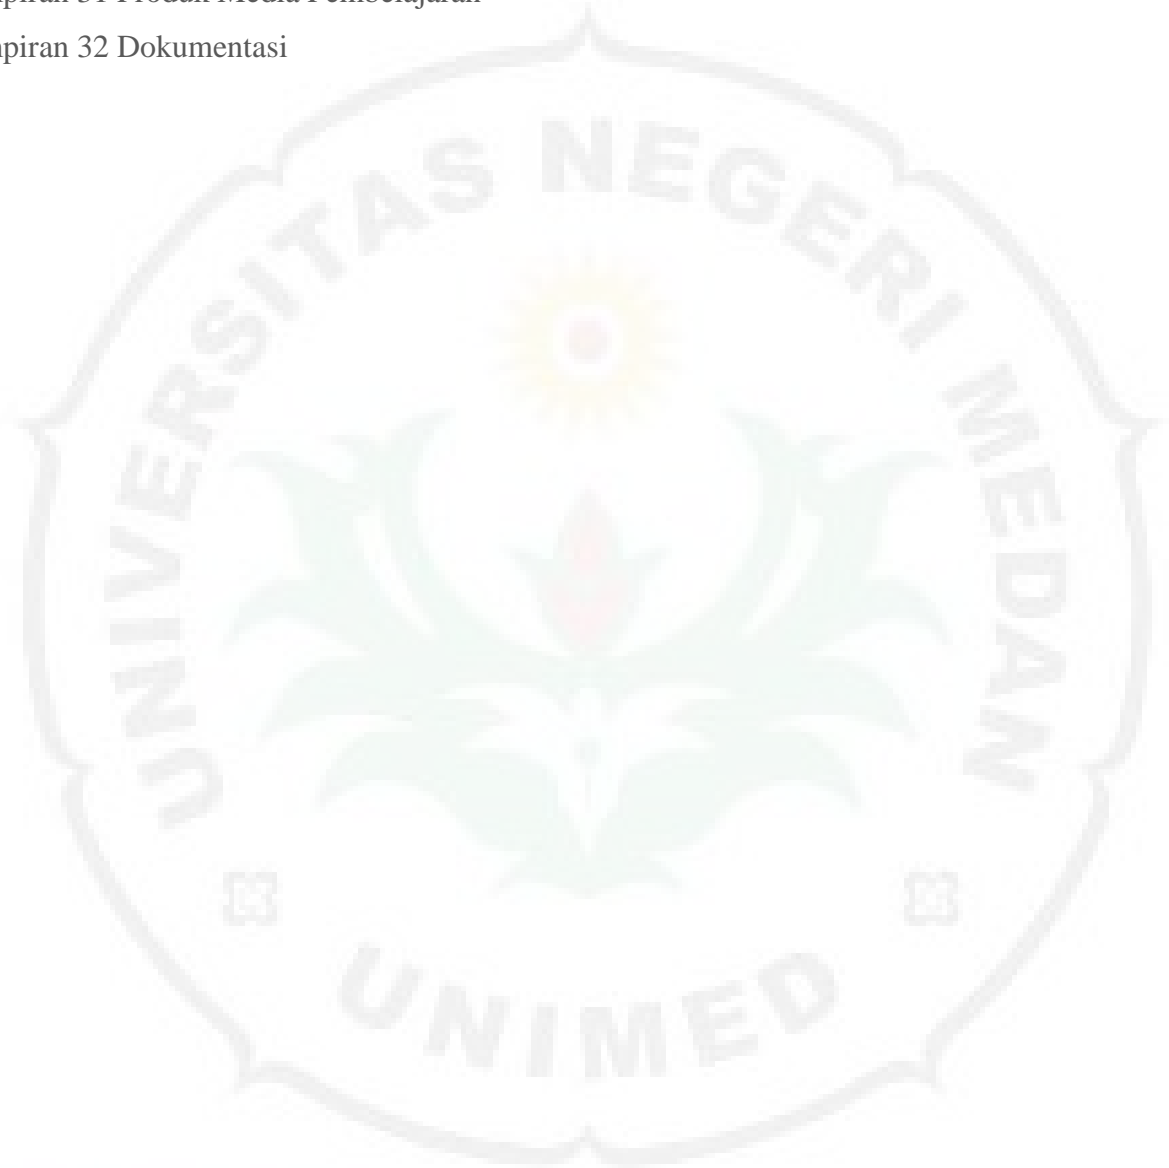 piran 31 Produk Media Pembelajaran
piran 32 Dokumentasi
UNIVERSITAS NEGERI MEDAN
UNIMED